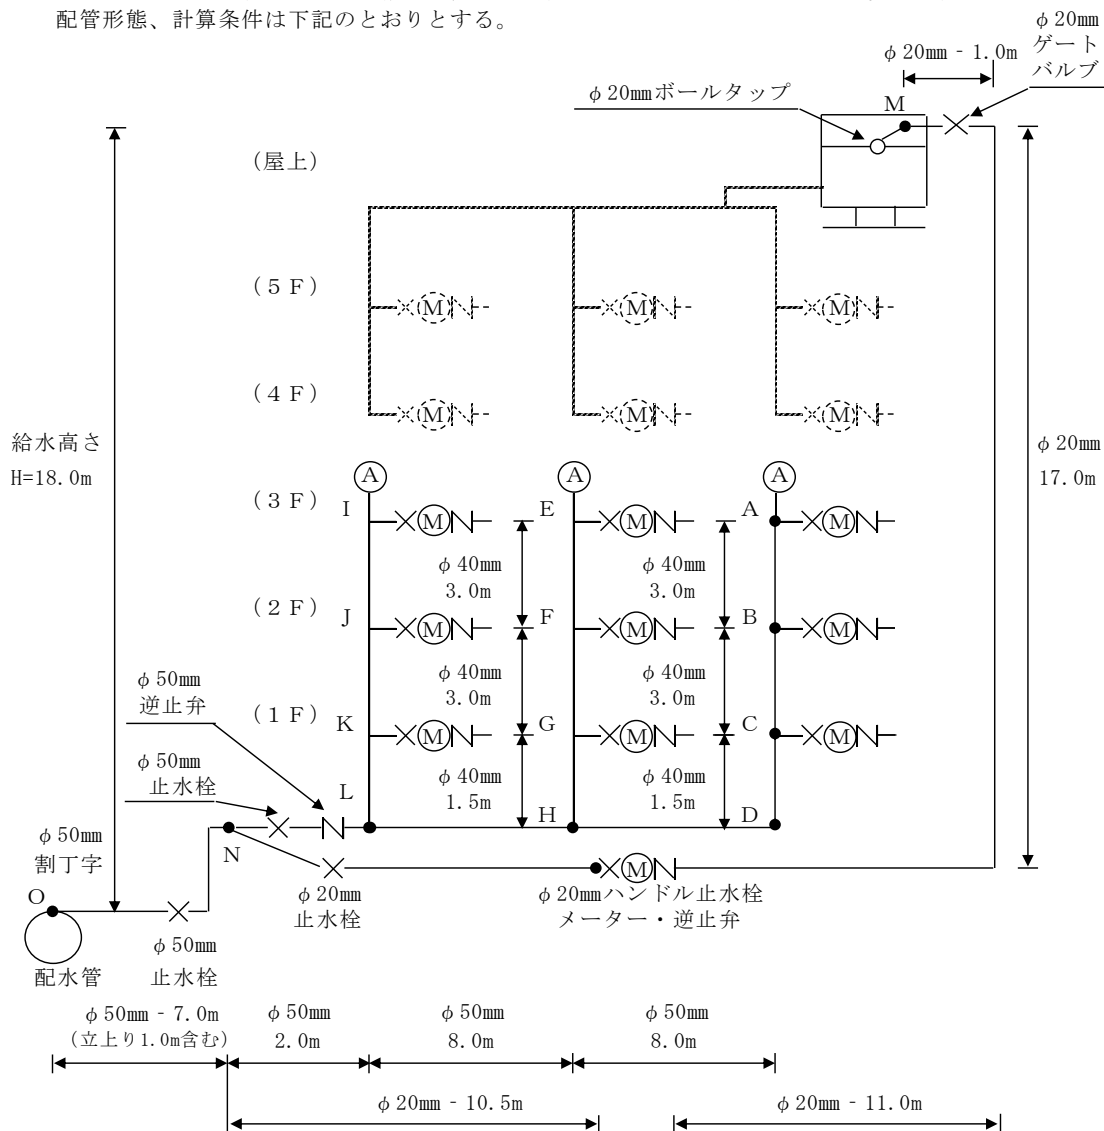 配管形態、計算条件は下記のとおりとする。
φ20mm
ゲート
バルブ
φ20mm - 1.0m
φ20mmボールタップ
M
(屋上)
(5F)
M
M
M
(4F)
M
M
M
給水高さ
H=18.0m
φ20mm
17.0m
A
A
A
(3F)
I
M
E
M
A
M
φ40mm
3.0m
φ40mm
3.0m
(2F)
J
M
F
M
B
M
φ40mm
3.0m
φ40mm
3.0m
φ50mm
逆止弁
(1F)
K
M
G
M
C
M
φ50mm
止水栓
φ40mm
1.5m
φ40mm
1.5m
L
H
D
φ50mm
割丁字
N
O
M
φ20mm
止水栓
φ20mmハンドル止水栓
メーター・逆止弁
配水管
φ50mm
止水栓
φ50mm - 7.0m
(立上り1.0m含む)
φ50mm
2.0m
φ50mm
8.0m
φ50mm
8.0m
φ20mm - 10.5m
φ20mm - 11.0m